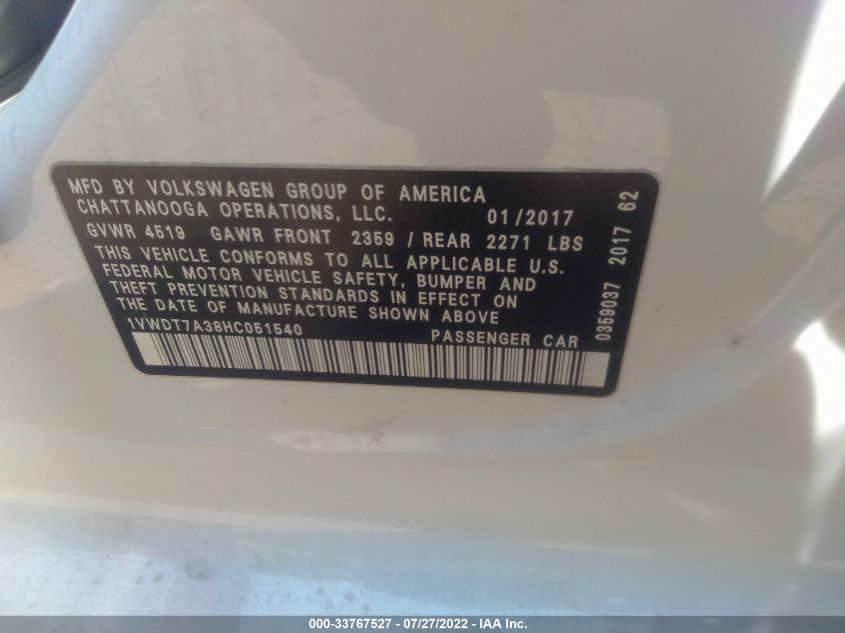 MFD BY VOLKSWAGEN GROUP OF AMERICA
CHATTANOOGA OPERATIONS, LLC. 01/2017
GVWR 4519 GAWR FRONT 2359 / REAR 2271 LBS
THIS VEHICLE CONFORMS TO ALL APPLICABLE U.S.
FEDERAL MOTOR VEHICLE SAFETY, BUMPER AND
THEFT PREVENTION STANDARDS IN EFFECT ON
THE DATE OF MANUFACTURE SHOWN ABOVE.
1VWDT7A38HC051540 PASSENGER CAR
0359037 2017 62
000-33767527 - 07/27/2022 - IAA Inc.